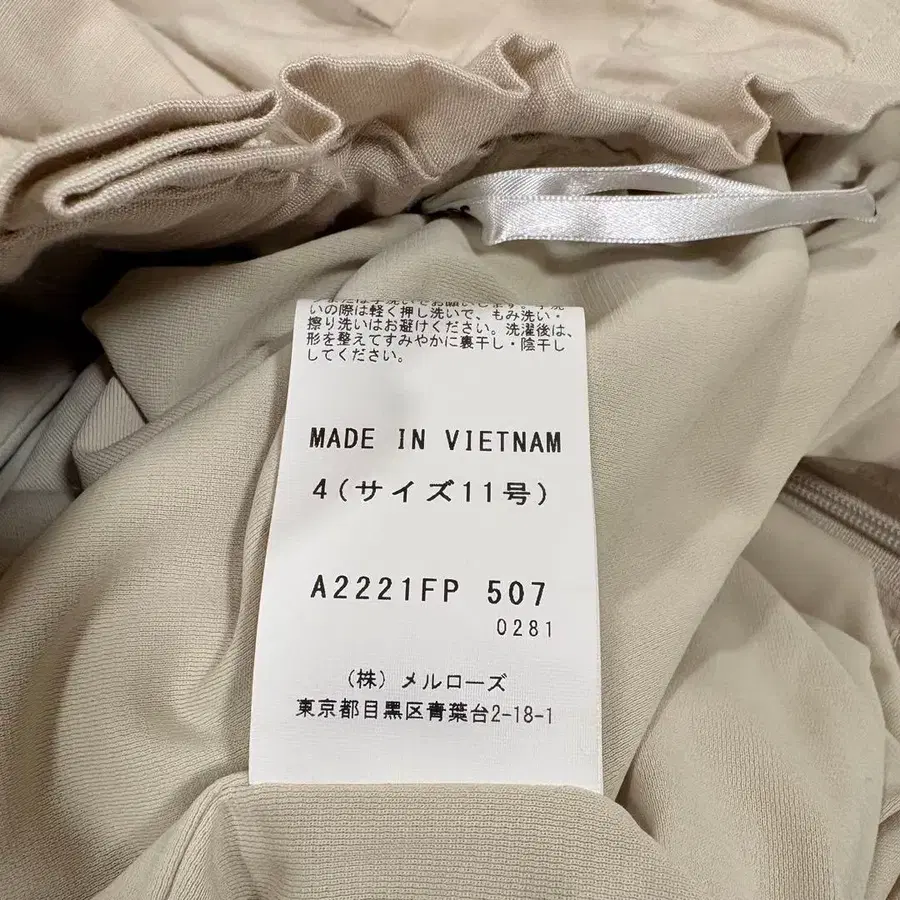 いの際は軽く押し洗いで、もみ洗い・
擦り洗いはお避けください。洗濯後は、
形を整えてすみやかに裏干し・陰干し
してください。
MADE IN VIETNAM
4(サイズ11号)
A2221FP 507
0281
(株) メルローズ
東京都目黒区青葉台2-18-1